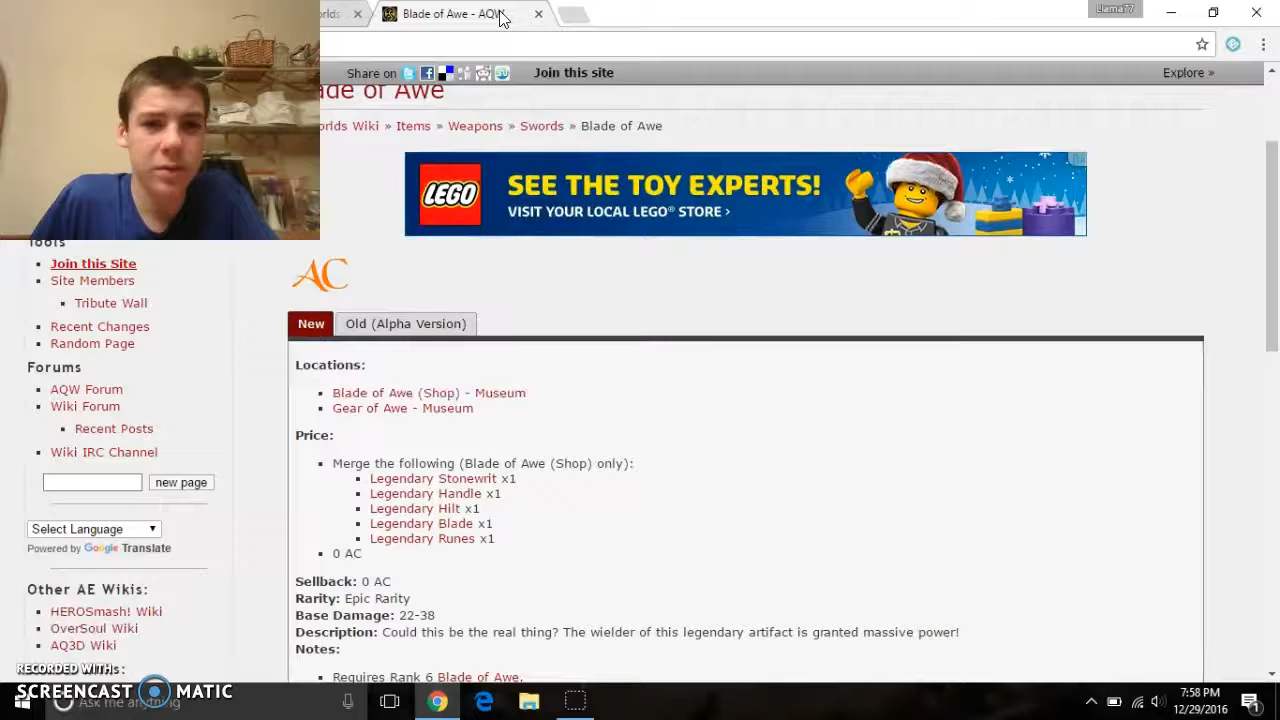 orlds
Blade of Awe - AQW
Llama77
Share on
Join this site
Explore »
ade of Awe
orlds Wiki » Items » Weapons » Swords » Blade of Awe
LEGO
SEE THE TOY EXPERTS!
VISIT YOUR LOCAL LEGO® STORE ›
Tools
Join this Site
Site Members
Tribute Wall
Recent Changes
Random Page
Forums
AQW Forum
Wiki Forum
Recent Posts
Wiki IRC Channel
new page
Select Language
Powered by Google Translate
Other AE Wikis:
HEROSmash! Wiki
OverSoul Wiki
AQ3D Wiki
s:
AC
New
Old (Alpha Version)
Locations:
Blade of Awe (Shop) - Museum
Gear of Awe - Museum
Price:
Merge the following (Blade of Awe (Shop) only):
Legendary Stonewrit x1
Legendary Handle x1
Legendary Hilt x1
Legendary Blade x1
Legendary Runes x1
0 AC
Sellback: 0 AC
Rarity: Epic Rarity
Base Damage: 22-38
Description: Could this be the real thing? The wielder of this legendary artifact is granted massive power!
Notes:
Requires Rank 6 Blade of Awe.
RECORDED WITH
SCREENCAST MATIC
Ask me anything
7:58 PM
12/29/2016
1